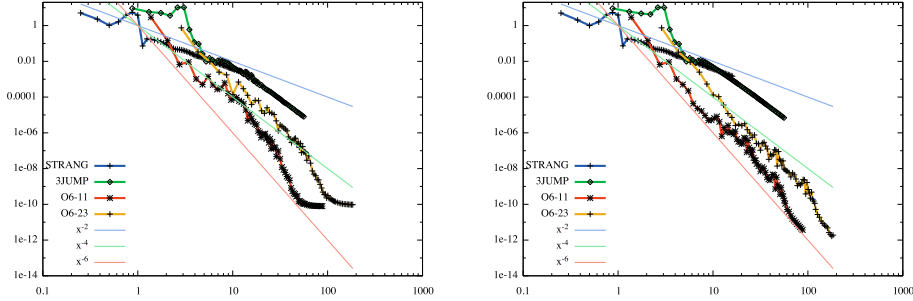 1
0.01
0.0001
1e-06
1e-08
1e-10
1e-12
1e-14
0.1
1
10
100
1000
STRANG
3JUMP
O6-11
O6-23
x-2
x-4
x-6
1
0.01
0.0001
1e-06
1e-08
1e-10
1e-12
1e-14
0.1
1
10
100
1000
STRANG
3JUMP
O6-11
O6-23
x-2
x-4
x-6